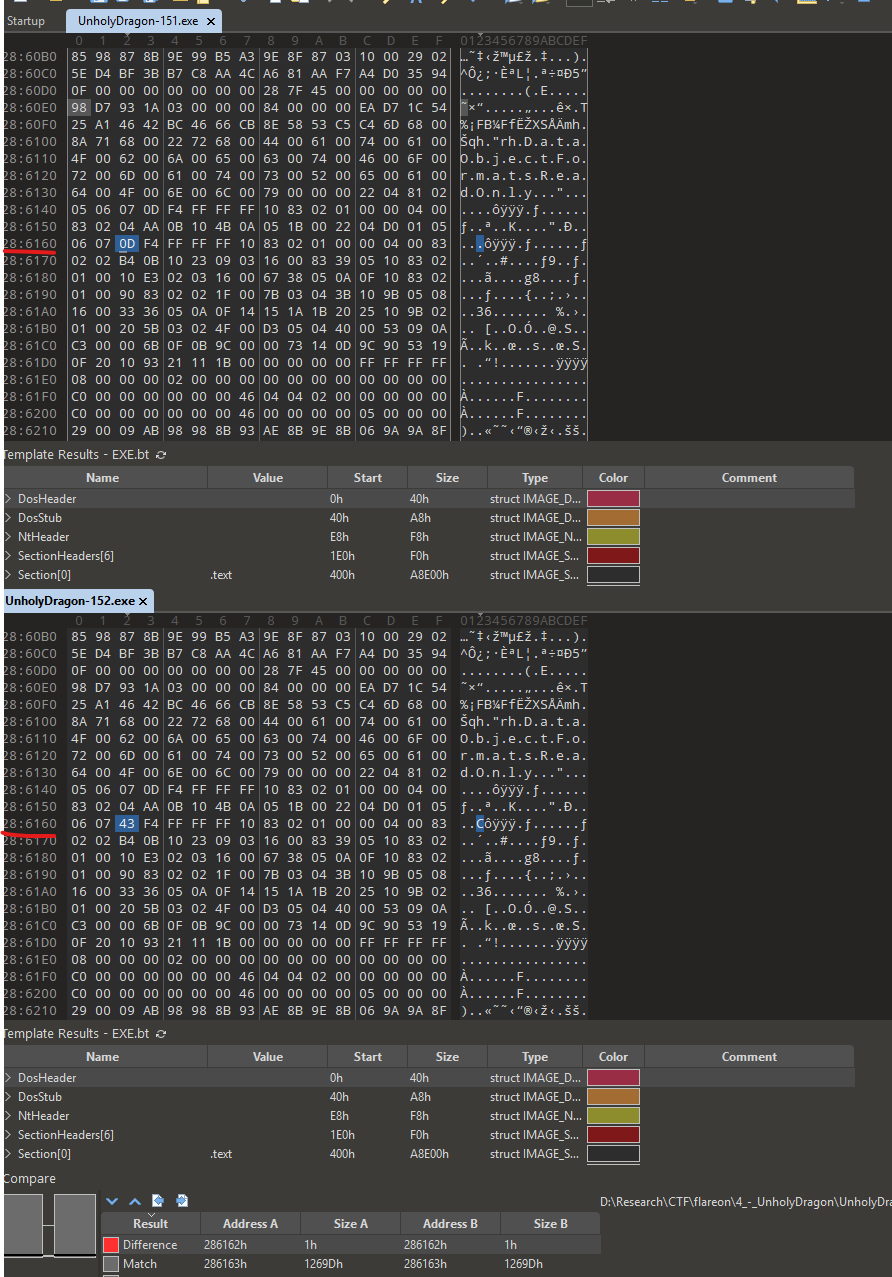 Startup UnholyDragon-151.exe ×
0 1 2 3 4 5 6 7 8 9 A B C D E F 0123456789ABCDEF
28:60B0 85 98 87 8B 9E 99 B5 A3 9E 8F 87 03 10 00 29 02 …˜‡‹ž™µ£ž.‡...).
28:60C0 5E D4 BF 3B B7 C8 AA 4C A6 81 AA F7 A4 D0 35 94 ^Ô¿;·ÈªL¦.ª÷¤Ð5”
28:60D0 0F 00 00 00 00 00 00 00 28 7F 45 00 00 00 00 00 ........(.E.....
28:60E0 98 D7 93 1A 03 00 00 00 84 00 00 00 EA D7 1C 54 ˜×“.....„...ê×.T
28:60F0 25 A1 46 42 BC 46 66 CB 8E 58 53 C5 C4 6D 68 00 %¡FB¼FfËŽXSÅÄmh.
28:6100 8A 71 68 00 22 72 68 00 44 00 61 00 74 00 61 00 Šqh."rh.D.a.t.a.
28:6110 4F 00 62 00 6A 00 65 00 63 00 74 00 46 00 6F 00 O.b.j.e.c.t.F.o.
28:6120 72 00 6D 00 61 00 74 00 73 00 52 00 65 00 61 00 r.m.a.t.s.R.e.a.
28:6130 64 00 4F 00 6E 00 6C 00 79 00 00 00 22 04 81 02 d.O.n.l.y..."...
28:6140 05 06 07 0D F4 FF FF FF 10 83 02 01 00 00 04 00 ....ôÿÿÿ.ƒ......
28:6150 83 02 04 AA 0B 10 4B 0A 05 1B 00 22 04 D0 01 05 ƒ..ª..K....".Ð..
28:6160 06 07 0D F4 FF FF FF 10 83 02 01 00 00 04 00 83 ...ôÿÿÿ.ƒ......ƒ
28:6170 02 02 B4 0B 10 23 09 03 16 00 83 39 05 10 83 02 ..´..#....ƒ9..ƒ.
28:6180 01 00 10 E3 02 03 16 00 67 38 05 0A 0F 10 83 02 ...ã....g8....ƒ.
28:6190 01 00 90 83 02 02 1F 00 7B 03 04 3B 10 9B 05 08 ...ƒ....{..;.›..
28:61A0 16 00 33 36 05 0A 0F 14 15 1A 1B 20 25 10 9B 02 ..36....... %.›.
28:61B0 01 00 20 5B 03 02 4F 00 D3 05 04 40 00 53 09 0A .. [..O.Ó..@.S..
28:61C0 C3 00 00 6B 0F 0B 9C 00 00 73 14 0D 9C 90 53 19 Ã..k..œ..s..œ.S.
28:61D0 0F 20 10 93 21 11 1B 00 00 00 00 00 FF FF FF FF . .“!.......ÿÿÿÿ
28:61E0 08 00 00 00 02 00 00 00 00 00 00 00 00 00 00 00 ................
28:61F0 C0 00 00 00 00 00 00 46 04 04 02 00 00 00 00 00 À......F........
28:6200 C0 00 00 00 00 00 00 46 00 00 00 00 05 00 00 00 À......F........
28:6210 29 00 09 AB 98 98 8B 93 AE 8B 9E 8B 06 9A 9A 8F )..«˜˜‹“®‹ž‹.šš.
Template Results - EXE.bt
Name Value Start Size Type Color Comment
> DosHeader 0h 40h struct IMAGE_D...
> DosStub 40h A8h struct IMAGE_D...
> NtHeader E8h F8h struct IMAGE_N...
> SectionHeaders[6] 1E0h F0h struct IMAGE_S...
> Section[0] .text 400h A8E00h struct IMAGE_S...
UnholyDragon-152.exe ×
0 1 2 3 4 5 6 7 8 9 A B C D E F 0123456789ABCDEF
28:60B0 85 98 87 8B 9E 99 B5 A3 9E 8F 87 03 10 00 29 02 …˜‡‹ž™µ£ž.‡...).
28:60C0 5E D4 BF 3B B7 C8 AA 4C A6 81 AA F7 A4 D0 35 94 ^Ô¿;·ÈªL¦.ª÷¤Ð5”
28:60D0 0F 00 00 00 00 00 00 00 28 7F 45 00 00 00 00 00 ........(.E.....
28:60E0 98 D7 93 1A 03 00 00 00 84 00 00 00 EA D7 1C 54 ˜×“.....„...ê×.T
28:60F0 25 A1 46 42 BC 46 66 CB 8E 58 53 C5 C4 6D 68 00 %¡FB¼FfËŽXSÅÄmh.
28:6100 8A 71 68 00 22 72 68 00 44 00 61 00 74 00 61 00 Šqh."rh.D.a.t.a.
28:6110 4F 00 62 00 6A 00 65 00 63 00 74 00 46 00 6F 00 O.b.j.e.c.t.F.o.
28:6120 72 00 6D 00 61 00 74 00 73 00 52 00 65 00 61 00 r.m.a.t.s.R.e.a.
28:6130 64 00 4F 00 6E 00 6C 00 79 00 00 00 22 04 81 02 d.O.n.l.y..."...
28:6140 05 06 07 0D F4 FF FF FF 10 83 02 01 00 00 04 00 ....ôÿÿÿ.ƒ......
28:6150 83 02 04 AA 0B 10 4B 0A 05 1B 00 22 04 D0 01 05 ƒ..ª..K....".Ð..
28:6160 06 07 43 F4 FF FF FF 10 83 02 01 00 00 04 00 83 ..Côÿÿÿ.ƒ......ƒ
28:6170 02 02 B4 0B 10 23 09 03 16 00 83 39 05 10 83 02 ..´..#....ƒ9..ƒ.
28:6180 01 00 10 E3 02 03 16 00 67 38 05 0A 0F 10 83 02 ...ã....g8....ƒ.
28:6190 01 00 90 83 02 02 1F 00 7B 03 04 3B 10 9B 05 08 ...ƒ....{..;.›..
28:61A0 16 00 33 36 05 0A 0F 14 15 1A 1B 20 25 10 9B 02 ..36....... %.›.
28:61B0 01 00 20 5B 03 02 4F 00 D3 05 04 40 00 53 09 0A .. [..O.Ó..@.S..
28:61C0 C3 00 00 6B 0F 0B 9C 00 00 73 14 0D 9C 90 53 19 Ã..k..œ..s..œ.S.
28:61D0 0F 20 10 93 21 11 1B 00 00 00 00 00 FF FF FF FF . .“!.......ÿÿÿÿ
28:61E0 08 00 00 00 02 00 00 00 00 00 00 00 00 00 00 00 ................
28:61F0 C0 00 00 00 00 00 00 46 04 04 02 00 00 00 00 00 À......F........
28:6200 C0 00 00 00 00 00 00 46 00 00 00 00 05 00 00 00 À......F........
28:6210 29 00 09 AB 98 98 8B 93 AE 8B 9E 8B 06 9A 9A 8F )..«˜˜‹“®‹ž‹.šš.
Template Results - EXE.bt
Name Value Start Size Type Color Comment
> DosHeader 0h 40h struct IMAGE_D...
> DosStub 40h A8h struct IMAGE_D...
> NtHeader E8h F8h struct IMAGE_N...
> SectionHeaders[6] 1E0h F0h struct IMAGE_S...
> Section[0] .text 400h A8E00h struct IMAGE_S...
Compare
D:\Research\CTF\flareon\4_-_UnholyDragon\UnholyDra
Result Address A Size A Address B Size B
Difference 286162h 1h 286162h 1h
Match 286163h 1269Dh 286163h 1269Dh